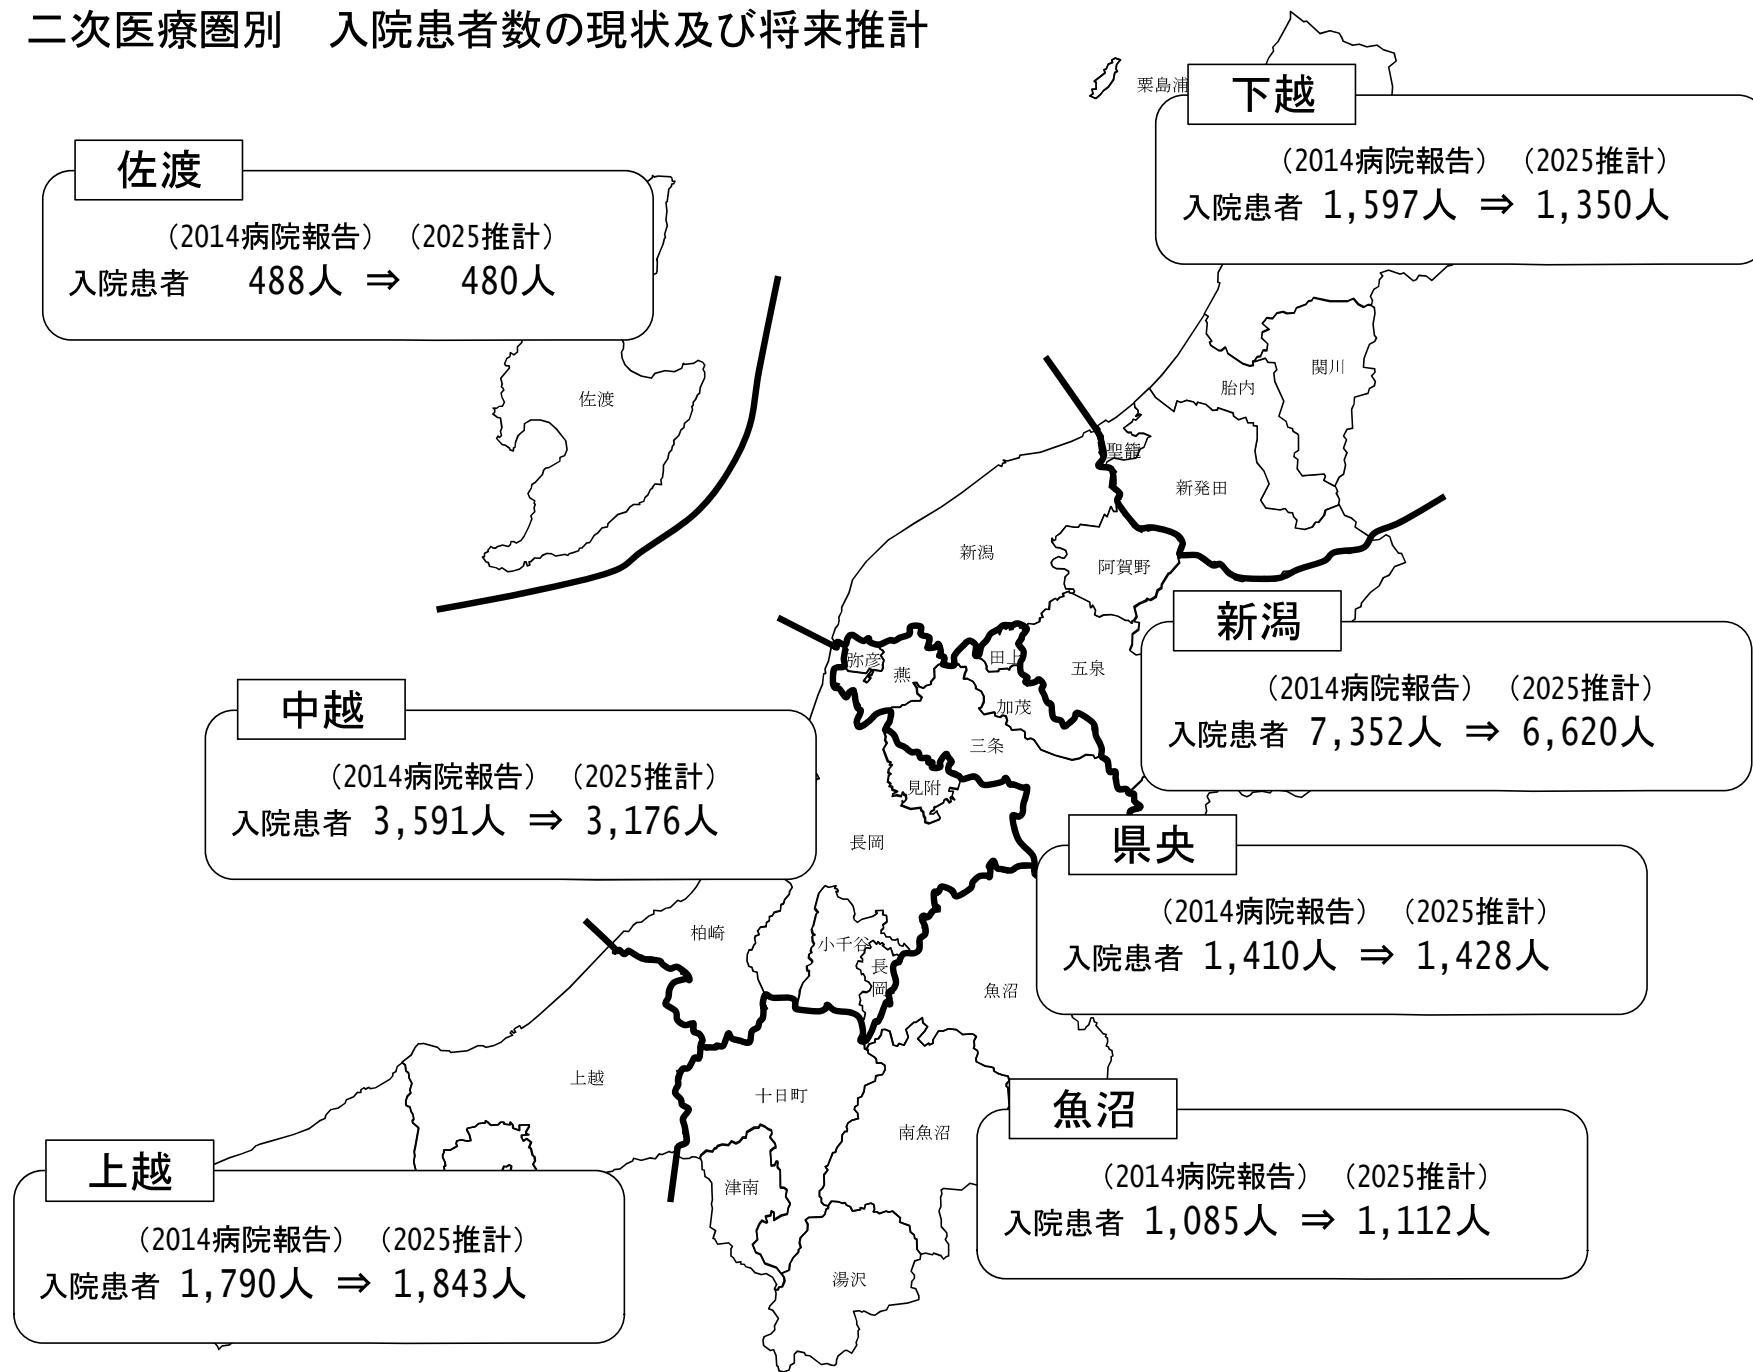 二次医療圏別　入院患者数の現状及び将来推計
粟島浦
下越
（2014病院報告）（2025推計）
入院患者 1,597人 ⇒ 1,350人
佐渡
（2014病院報告）（2025推計）
入院患者 488人 ⇒ 480人
佐渡
関川
胎内
聖籠
新発田
新潟
阿賀野
新潟
（2014病院報告）（2025推計）
入院患者 7,352人 ⇒ 6,620人
弥彦
燕
田上
五泉
加茂
三条
見附
中越
（2014病院報告）（2025推計）
入院患者 3,591人 ⇒ 3,176人
長岡
県央
（2014病院報告）（2025推計）
入院患者 1,410人 ⇒ 1,428人
柏崎
小千谷
長岡
魚沼
上越
十日町
南魚沼
魚沼
（2014病院報告）（2025推計）
入院患者 1,085人 ⇒ 1,112人
上越
（2014病院報告）（2025推計）
入院患者 1,790人 ⇒ 1,843人
津南
湯沢